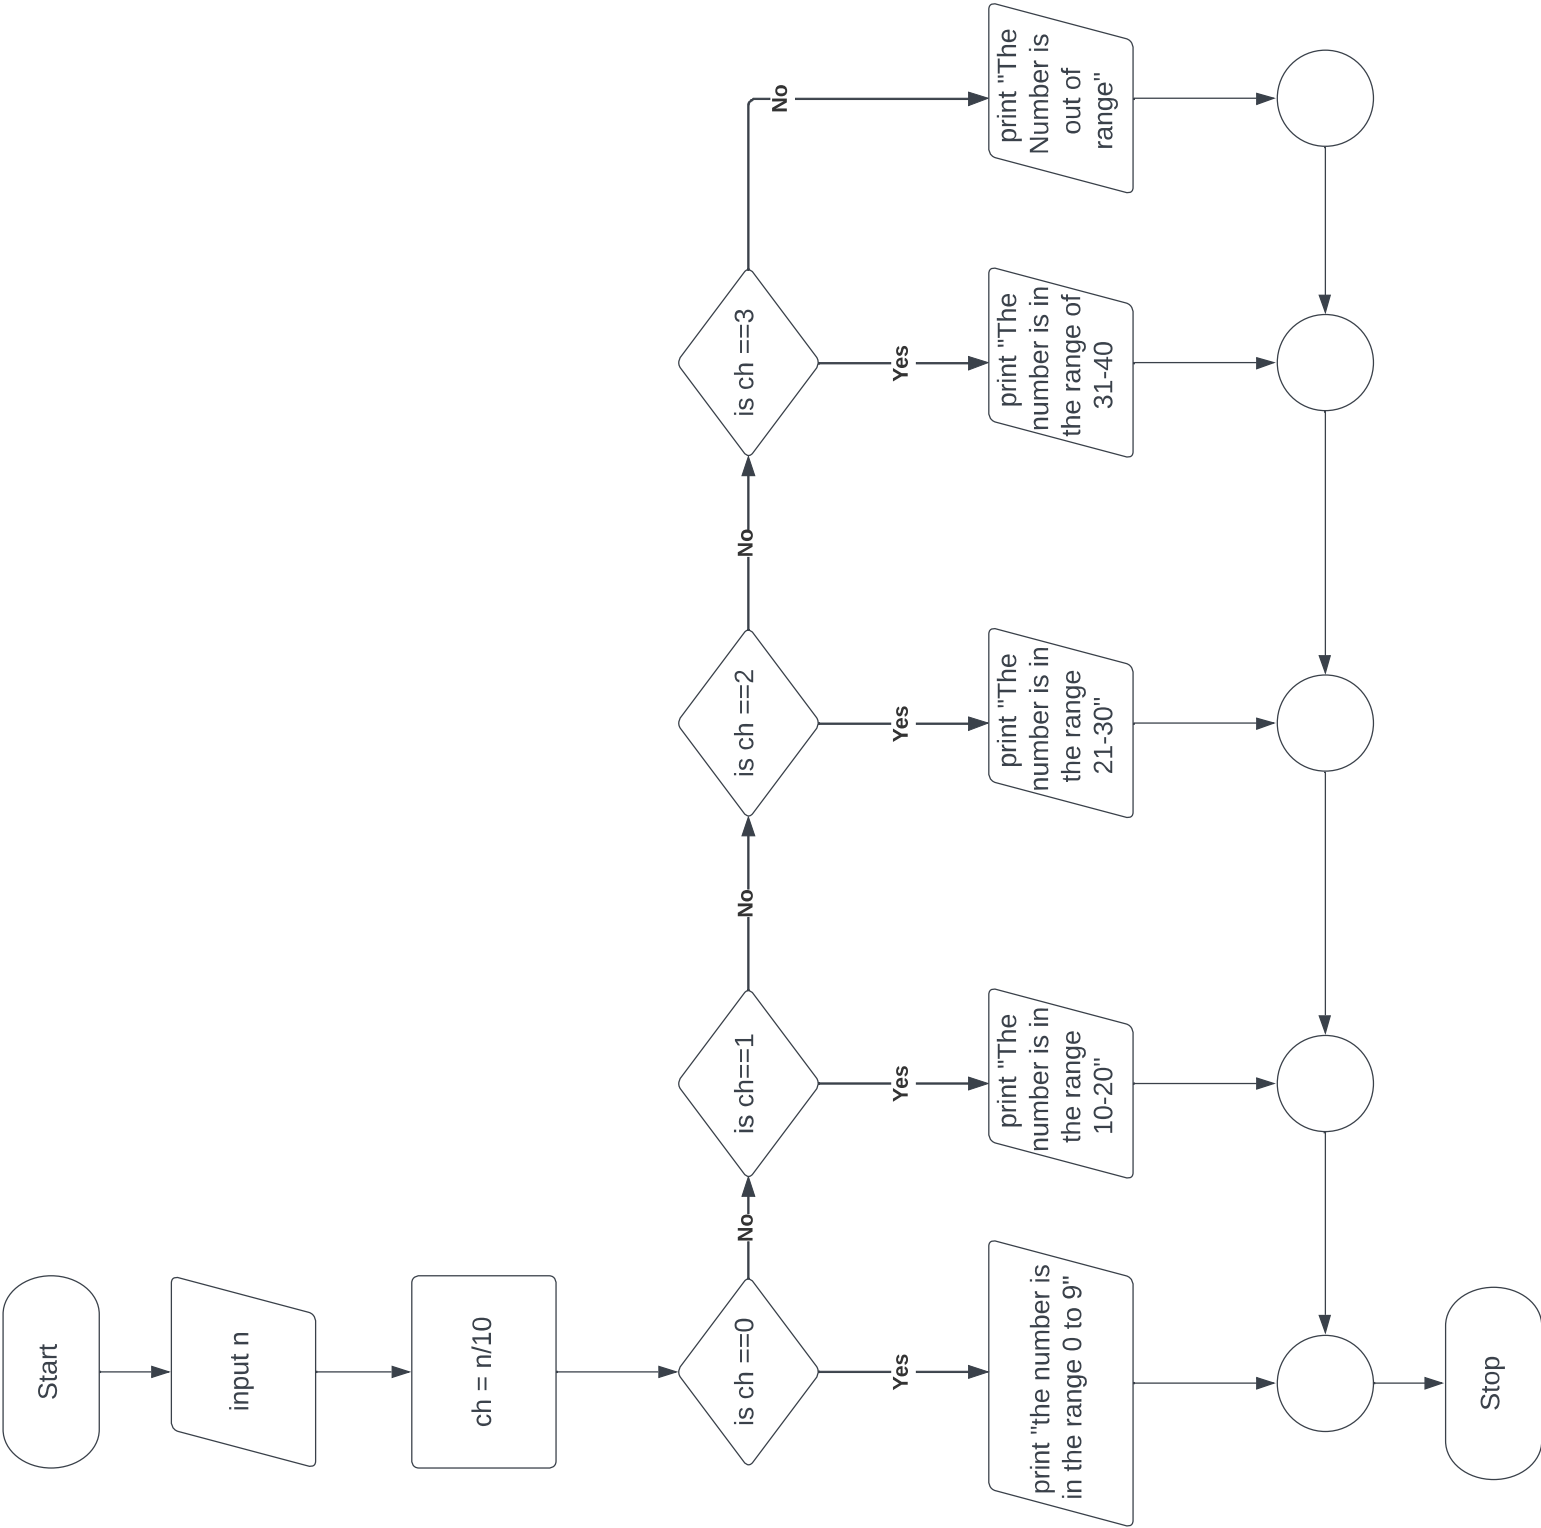 Start
input n
ch = n/10
is ch ==0
No
is ch==1
No
is ch ==2
No
is ch ==3
No
Yes
Yes
Yes
Yes
print "the number is
in the range 0 to 9"
print "The
number is in
the range
10-20"
print "The
number is in
the range
21-30"
print "The
number is in
the range of
31-40
print "The
Number is
out of
range"
Stop